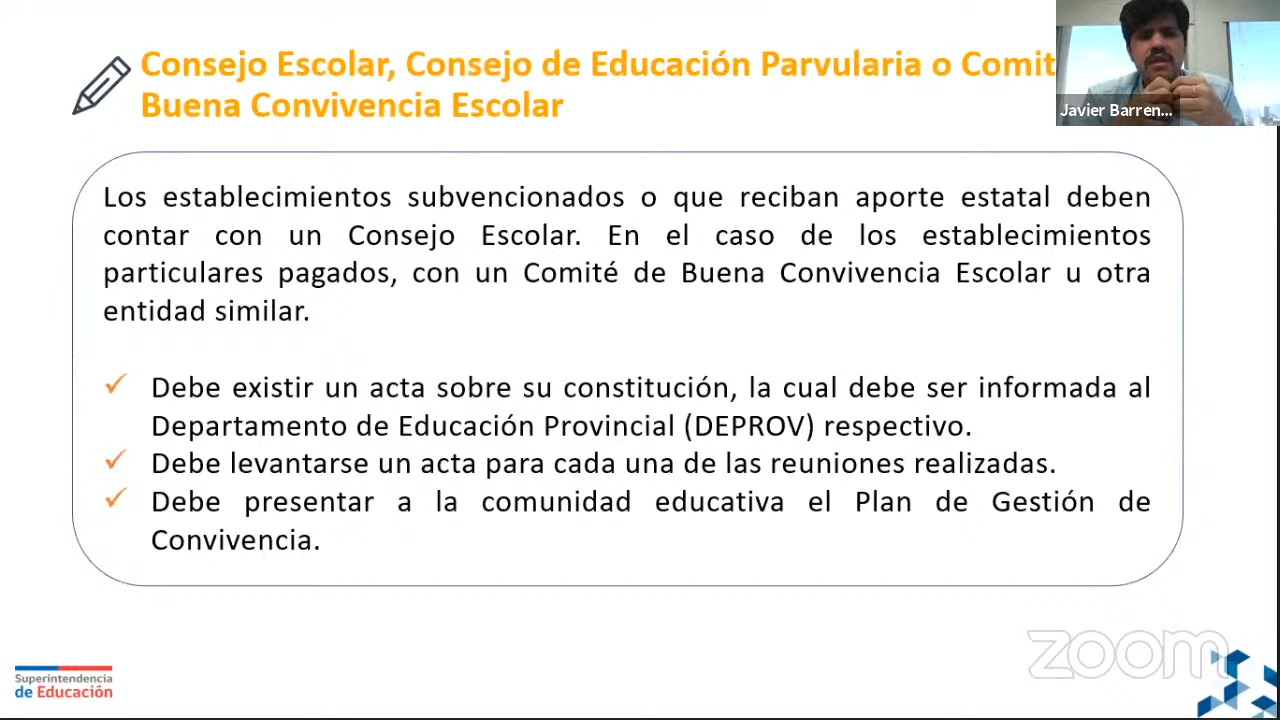 Consejo Escolar, Consejo de Educación Parvularia o Comit
Buena Convivencia Escolar
Javier Barren...
Los establecimientos subvencionados o que reciban aporte estatal deben
contar con un Consejo Escolar. En el caso de los establecimientos
particulares pagados, con un Comité de Buena Convivencia Escolar u otra
entidad similar.
Debe existir un acta sobre su constitución, la cual debe ser informada al
Departamento de Educación Provincial (DEPROV) respectivo.
Debe levantarse un acta para cada una de las reuniones realizadas.
Debe presentar a la comunidad educativa el Plan de Gestión de
Convivencia.
zoom
Superintendencia
de Educación